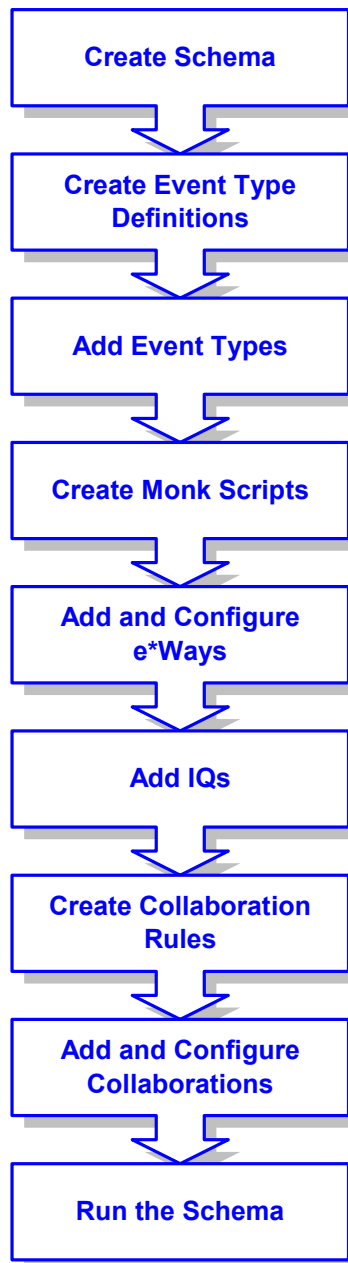 Create Schema
Create Event Type
Definitions
Add Event Types
Create Monk Scripts
Add and Configure
e*Ways
Add IQs
Create Collaboration
Rules
Add and Configure
Collaborations
Run the Schema